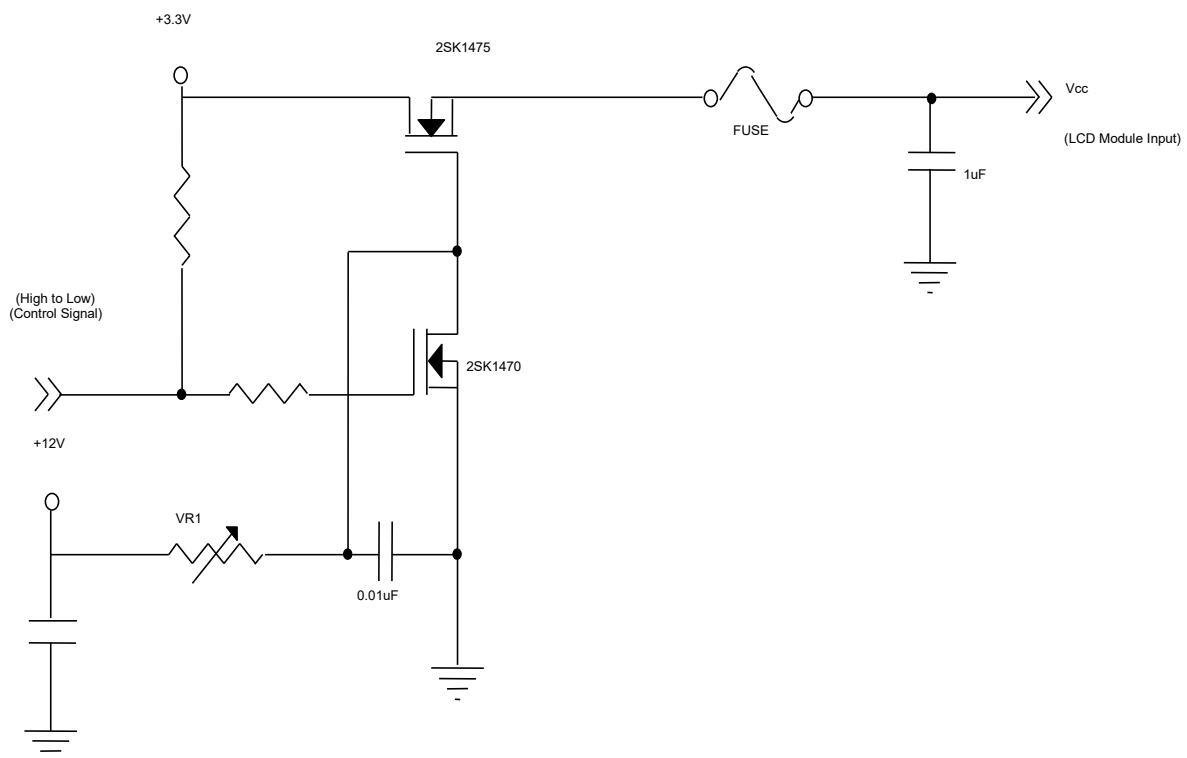 +3.3V
2SK1475
Vcc
FUSE
(LCD Module Input)
1uF
(High to Low)
(Control Signal)
2SK1470
+12V
VR1
0.01uF